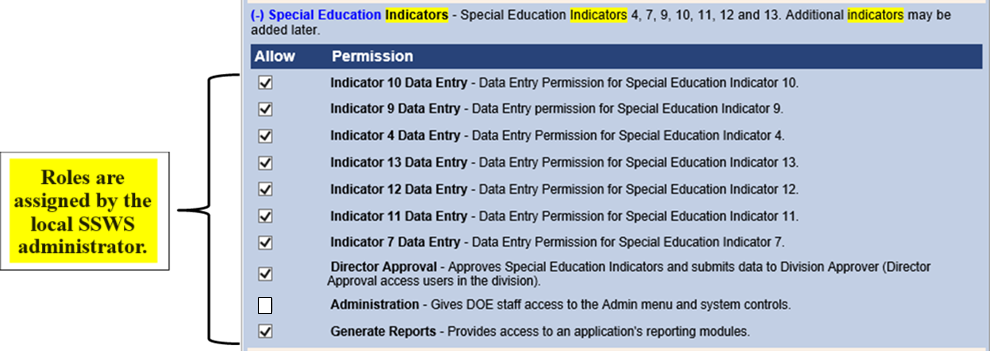 (-) Special Education Indicators - Special Education Indicators 4, 7, 9, 10, 11, 12 and 13. Additional indicators may be
added later.
Allow Permission
Indicator 10 Data Entry - Data Entry Permission for Special Education Indicator 10.
Indicator 9 Data Entry - Data Entry permission for Special Education Indicator 9.
Indicator 4 Data Entry - Data Entry Permission for Special Education Indicator 4.
Indicator 13 Data Entry - Data Entry Permission for Special Education Indicator 13.
Indicator 12 Data Entry - Data Entry Permission for Special Education Indicator 12.
Indicator 11 Data Entry - Data Entry Permission for Special Education Indicator 11.
Indicator 7 Data Entry - Data Entry Permission for Special Education Indicator 7.
Director Approval - Approves Special Education Indicators and submits data to Division Approver (Director
Approval access users in the division).
Administration - Gives DOE staff access to the Admin menu and system controls.
Generate Reports - Provides access to an application's reporting modules.
Roles are
assigned by the
local SSWS
administrator.